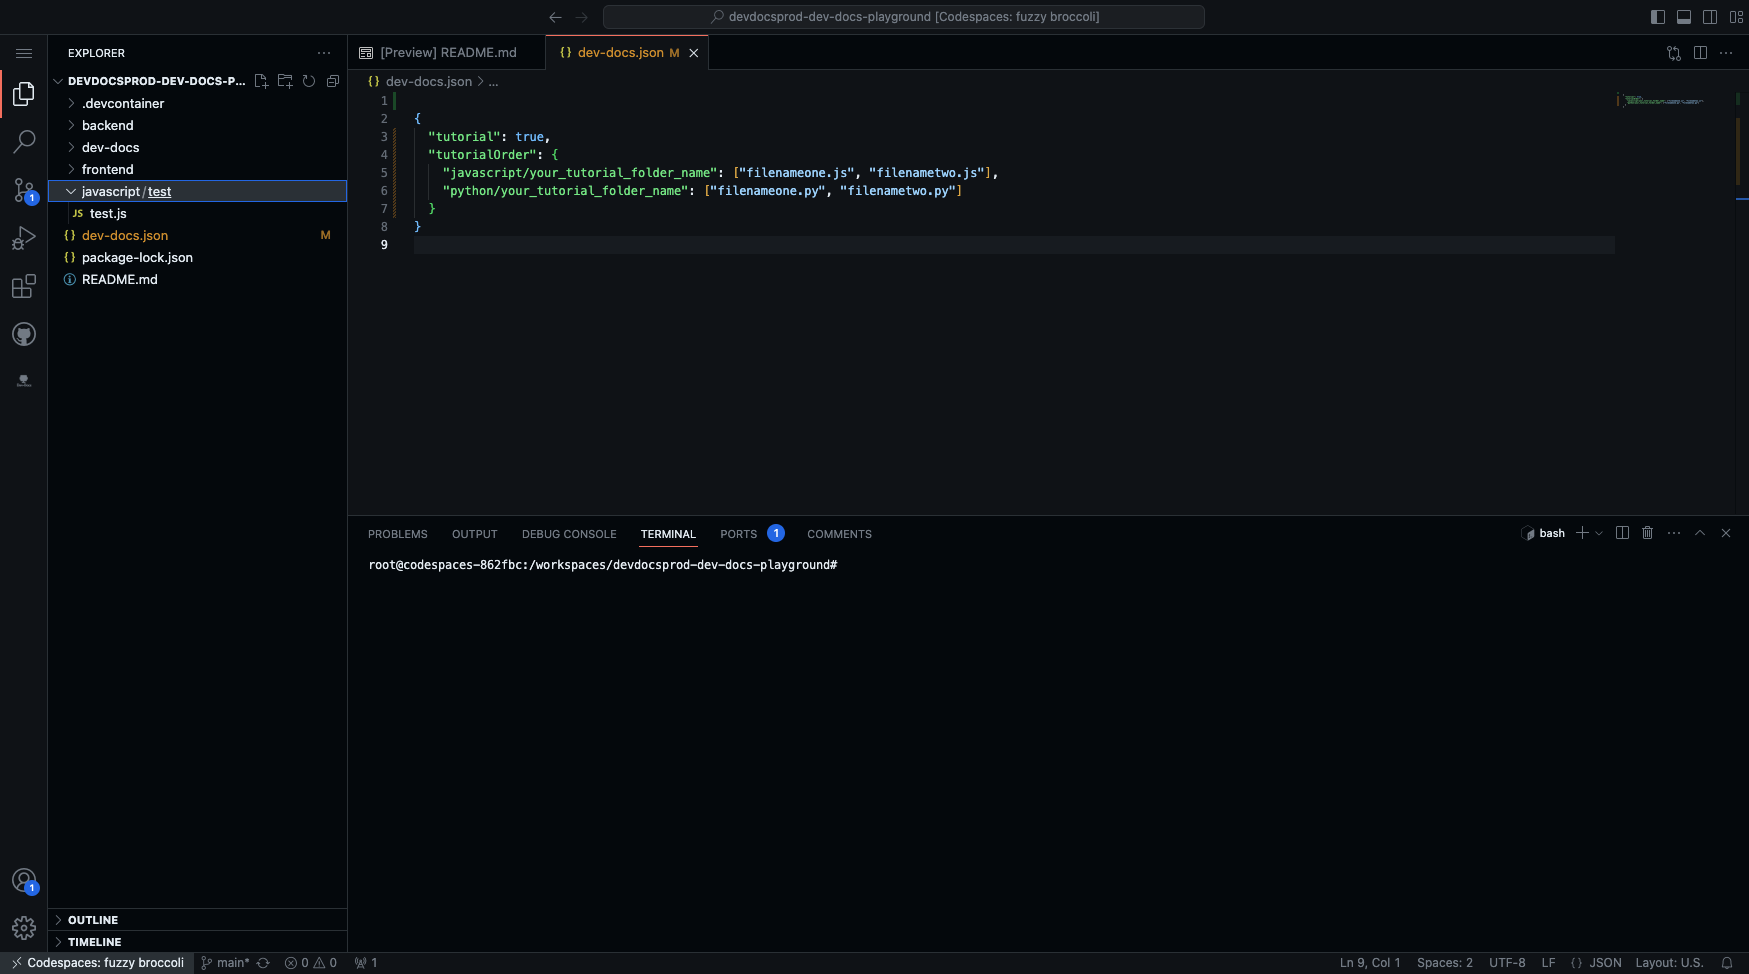 devdocsprod-dev-docs-playground [Codespaces: fuzzy broccoli]
EXPLORER
DEVDOCSPROD-DEV-DOCS-P...
.devcontainer
backend
dev-docs
frontend
javascript/test
JS test.js
{} dev-docs.json M
{} package-lock.json
README.md
1
1
OUTLINE
TIMELINE
[Preview] README.md
{} dev-docs.json M
{} dev-docs.json > ...
1
2 {
3 "tutorial": true,
4 "tutorialOrder": {
5 "javascript/your_tutorial_folder_name": ["filenameone.js", "filenametwo.js"],
6 "python/your_tutorial_folder_name": ["filenameone.py", "filenametwo.py"]
7 }
8 }
9
PROBLEMS OUTPUT DEBUG CONSOLE TERMINAL PORTS 1 COMMENTS
bash
root@codespaces-862fbc:/workspaces/devdocsprod-dev-docs-playground#
Codespaces: fuzzy broccoli main* 0 0 1 Ln 9, Col 1 Spaces: 2 UTF-8 LF {} JSON Layout: U.S.